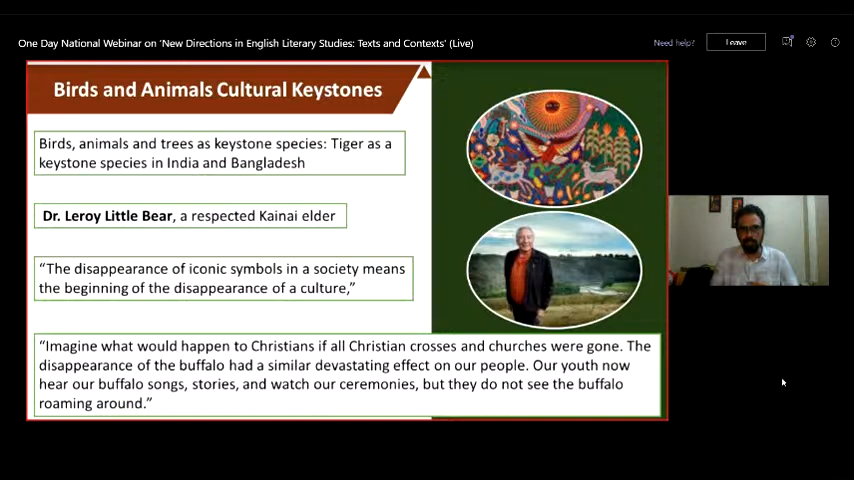 One Day National Webinar on 'New Directions in English Literary Studies: Texts and Contexts' (Live)
Need help?
Leave
Birds and Animals Cultural Keystones
Birds, animals and trees as keystone species: Tiger as a
keystone species in India and Bangladesh
Dr. Leroy Little Bear, a respected Kainai elder
“The disappearance of iconic symbols in a society means
the beginning of the disappearance of a culture,”
“Imagine what would happen to Christians if all Christian crosses and churches were gone. The
disappearance of the buffalo had a similar devastating effect on our people. Our youth now
hear our buffalo songs, stories, and watch our ceremonies, but they do not see the buffalo
roaming around.”